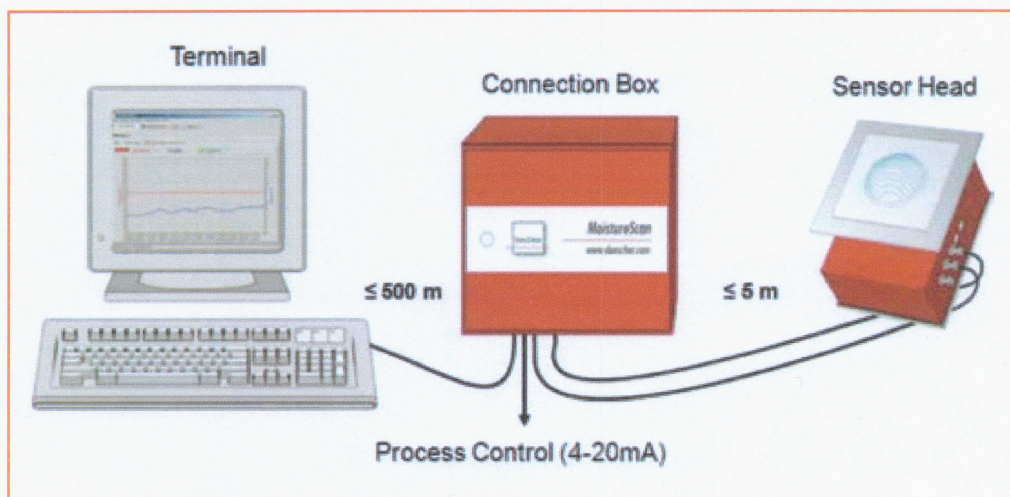 Terminal
Connection Box
Sensor Head
MoistureScan
≤ 500 m
≤ 5 m
Process Control (4-20mA)